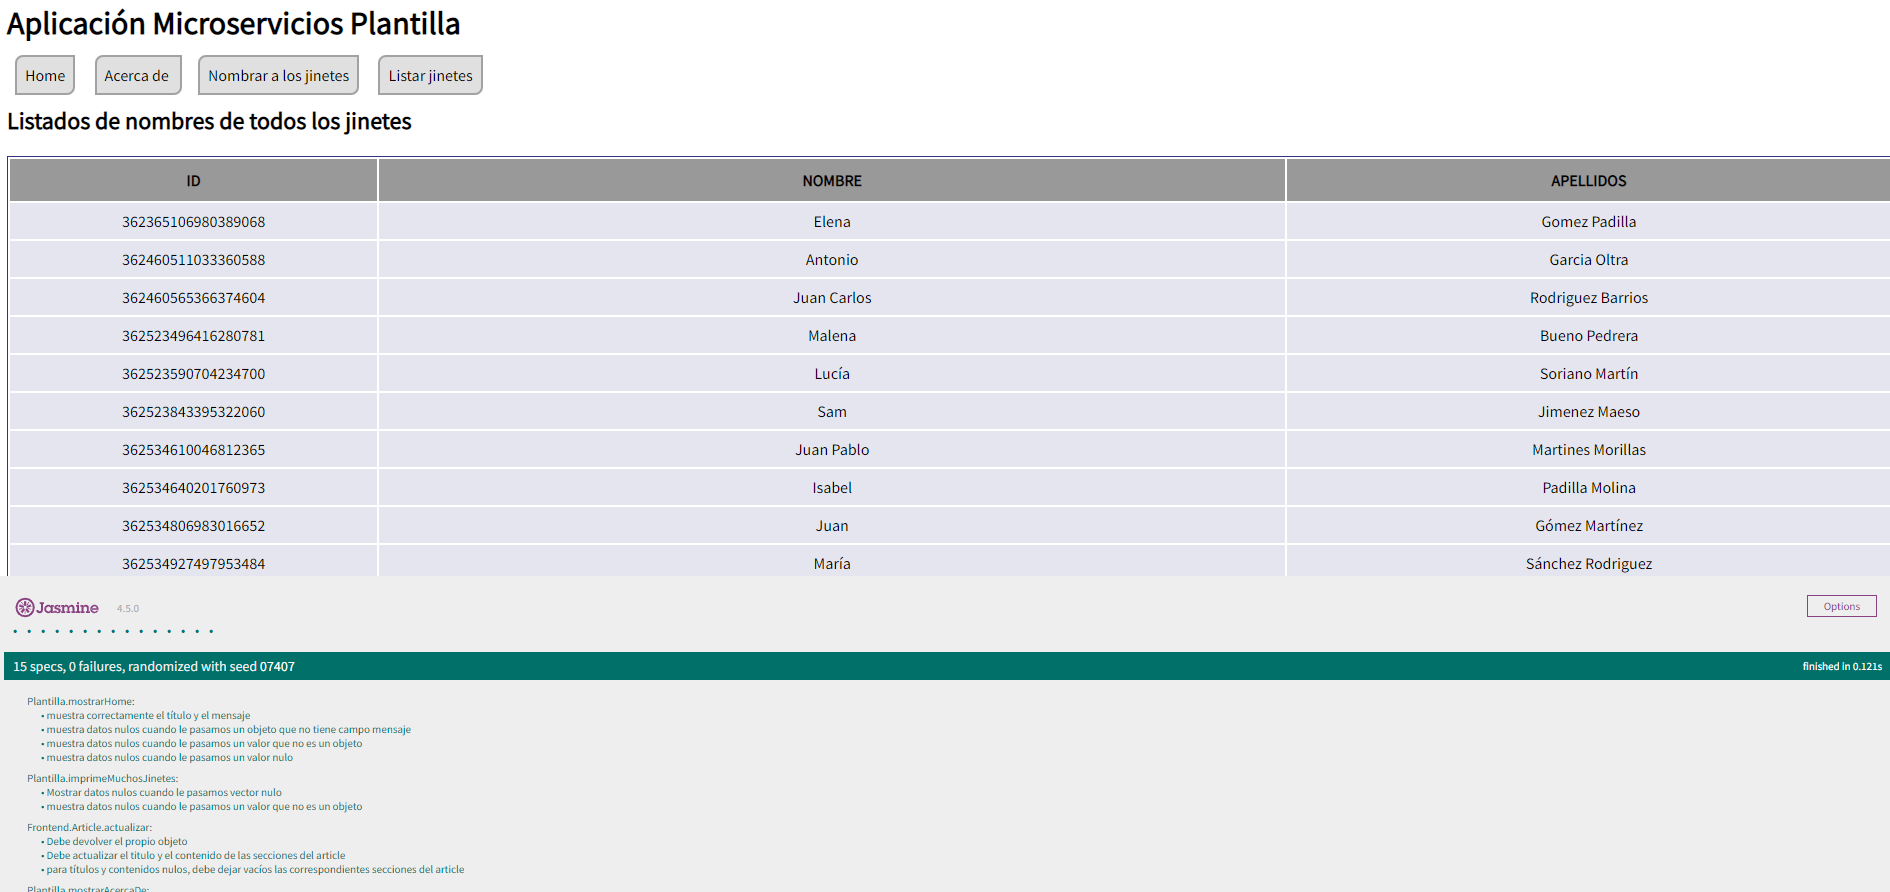 Aplicación Microservicios Plantilla
Home Acerca de Nombrar a los jinetes Listar jinetes
Listados de nombres de todos los jinetes
ID NOMBRE APELLIDOS
362365106980389068 Elena Gomez Padilla
362460511033360588 Antonio Garcia Oltra
362460565366374604 Juan Carlos Rodriguez Barrios
362523496416280781 Malena Bueno Pedrera
362523590704234700 Lucía Soriano Martín
362523843395322060 Sam Jimenez Maeso
362534610046812365 Juan Pablo Martines Morillas
362534640201760973 Isabel Padilla Molina
362534806983016652 Juan Gómez Martínez
362534927497953484 María Sánchez Rodriguez
Jasmine 4.5.0 Options
15 specs, 0 failures, randomized with seed 07407 finished in 0.121s
Plantilla.mostrarHome:
• muestra correctamente el título y el mensaje
• muestra datos nulos cuando le pasamos un objeto que no tiene campo mensaje
• muestra datos nulos cuando le pasamos un valor que no es un objeto
• muestra datos nulos cuando le pasamos un valor nulo
Plantilla.imprimeMuchosJinetes:
• Mostrar datos nulos cuando le pasamos vector nulo
• muestra datos nulos cuando le pasamos un valor que no es un objeto
Frontend.Article.actualizar:
• Debe devolver el propio objeto
• Debe actualizar el titulo y el contenido de las secciones del article
• para títulos y contenidos nulos, debe dejar vacíos las correspondientes secciones del article
Plantilla.mostrarAcercaDe: